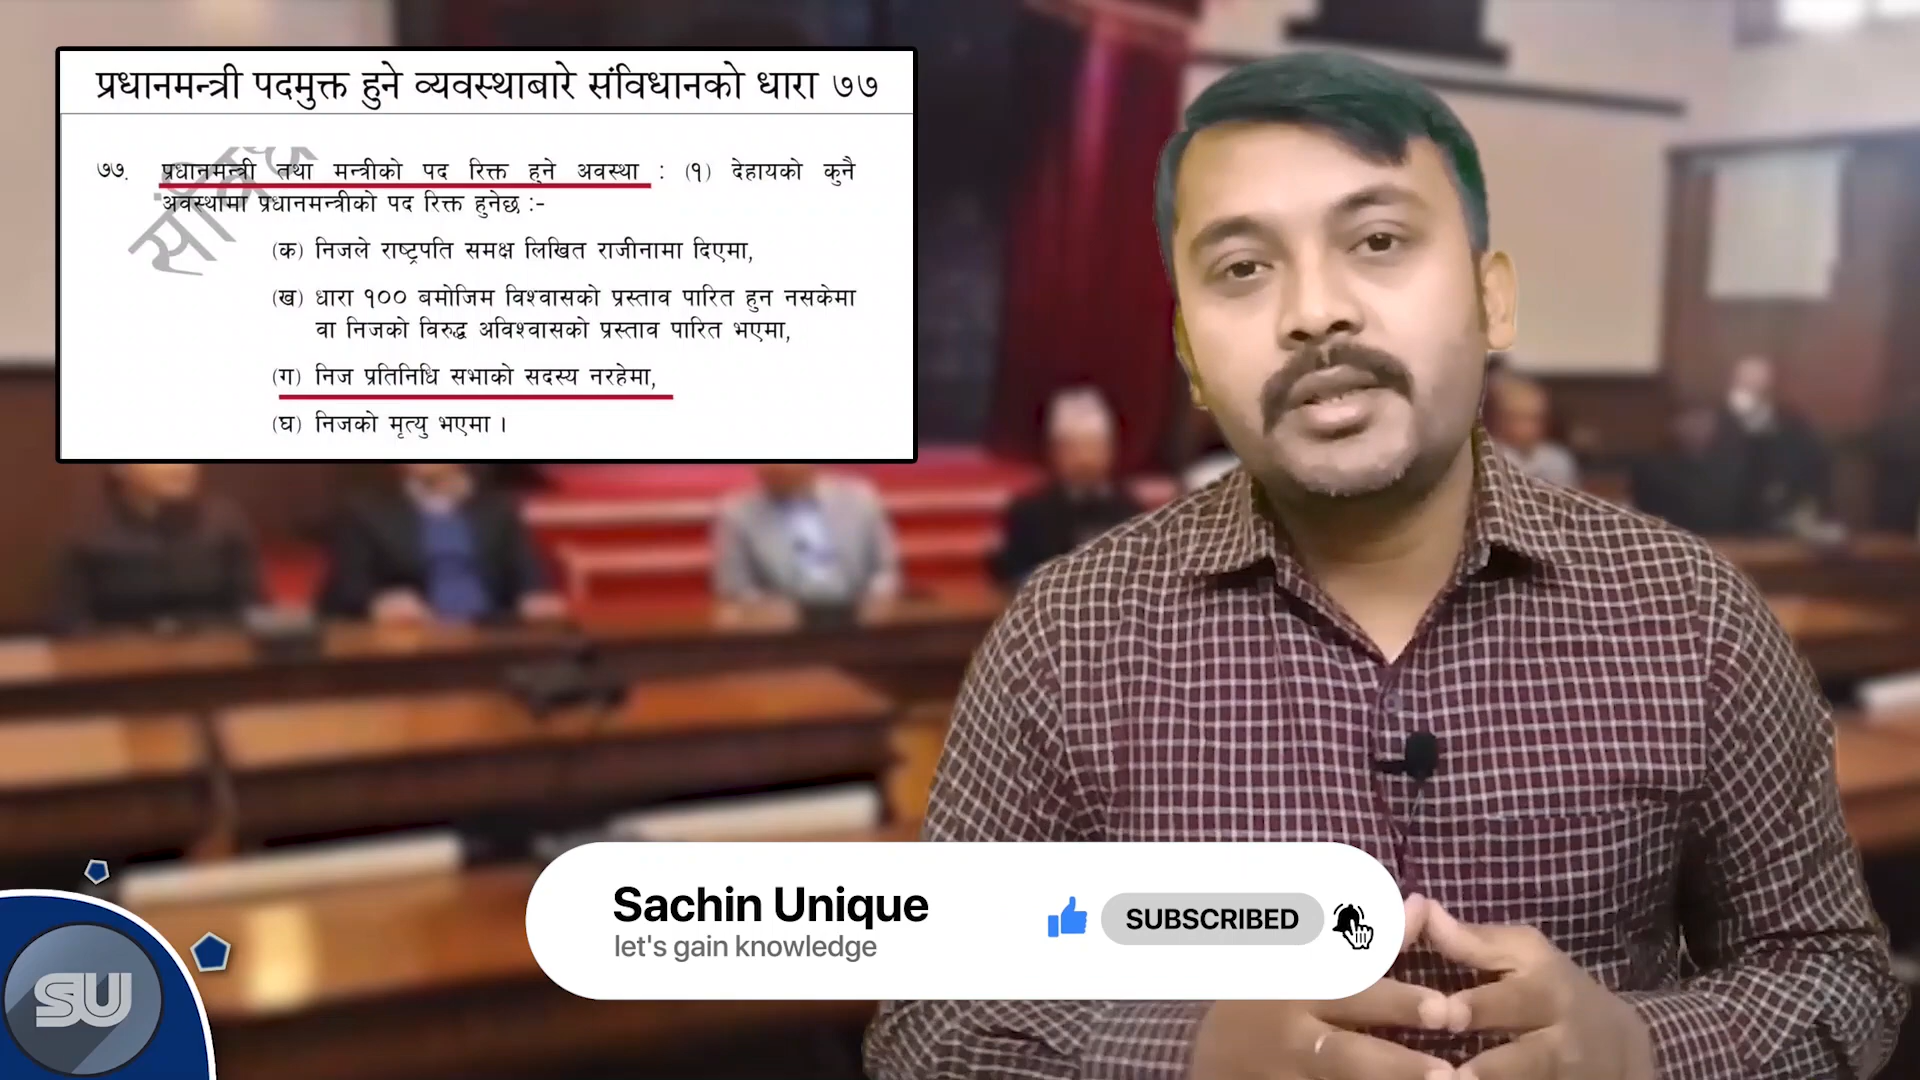 प्रधानमन्त्री पदमुक्त हुने व्यवस्थाबारे संविधानको धारा ७७
७७. प्रधानमन्त्री तथा मन्त्रीको पद रिक्त हुने अवस्था : (१) देहायको कुनै
अवस्थामा प्रधानमन्त्रीको पद रिक्त हुनेछ :-
(क) निजले राष्ट्रपति समक्ष लिखित राजीनामा दिएमा,
(ख) धारा १०० बमोजिम विश्वासको प्रस्ताव पारित हुन नसकेमा
वा निजको विरुद्ध अविश्वासको प्रस्ताव पारित भएमा,
(ग) निज प्रतिनिधि सभाको सदस्य नरहेमा,
(घ) निजको मृत्यु भएमा ।
Sachin Unique
let's gain knowledge
SUBSCRIBED
SU